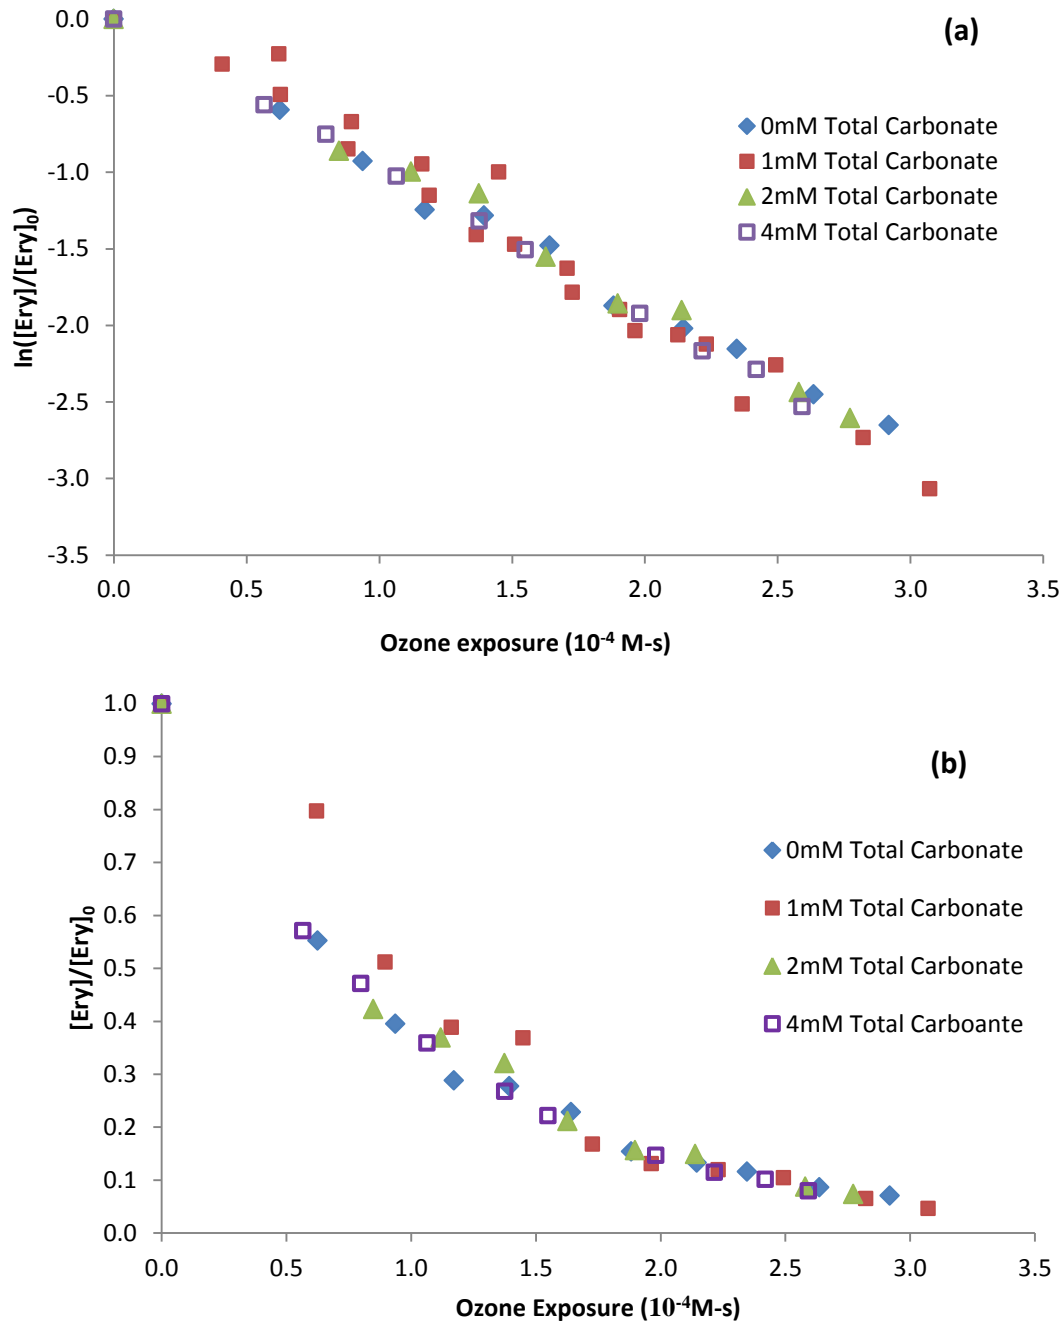 (a)
0.0
-0.5
-1.0
-1.5
-2.0
-2.5
-3.0
-3.5
ln([Ery]/[Ery]₀)
0mM Total Carbonate
1mM Total Carbonate
2mM Total Carbonate
4mM Total Carbonate
0.0 0.5 1.0 1.5 2.0 2.5 3.0 3.5
Ozone exposure (10⁻⁴ M-s)
(b)
1.0
0.9
0.8
0.7
0.6
0.5
0.4
0.3
0.2
0.1
0.0
[Ery]/[Ery]₀
0mM Total Carbonate
1mM Total Carbonate
2mM Total Carbonate
4mM Total Carboante
0.0 0.5 1.0 1.5 2.0 2.5 3.0 3.5
Ozone Exposure (10⁻⁴M-s)